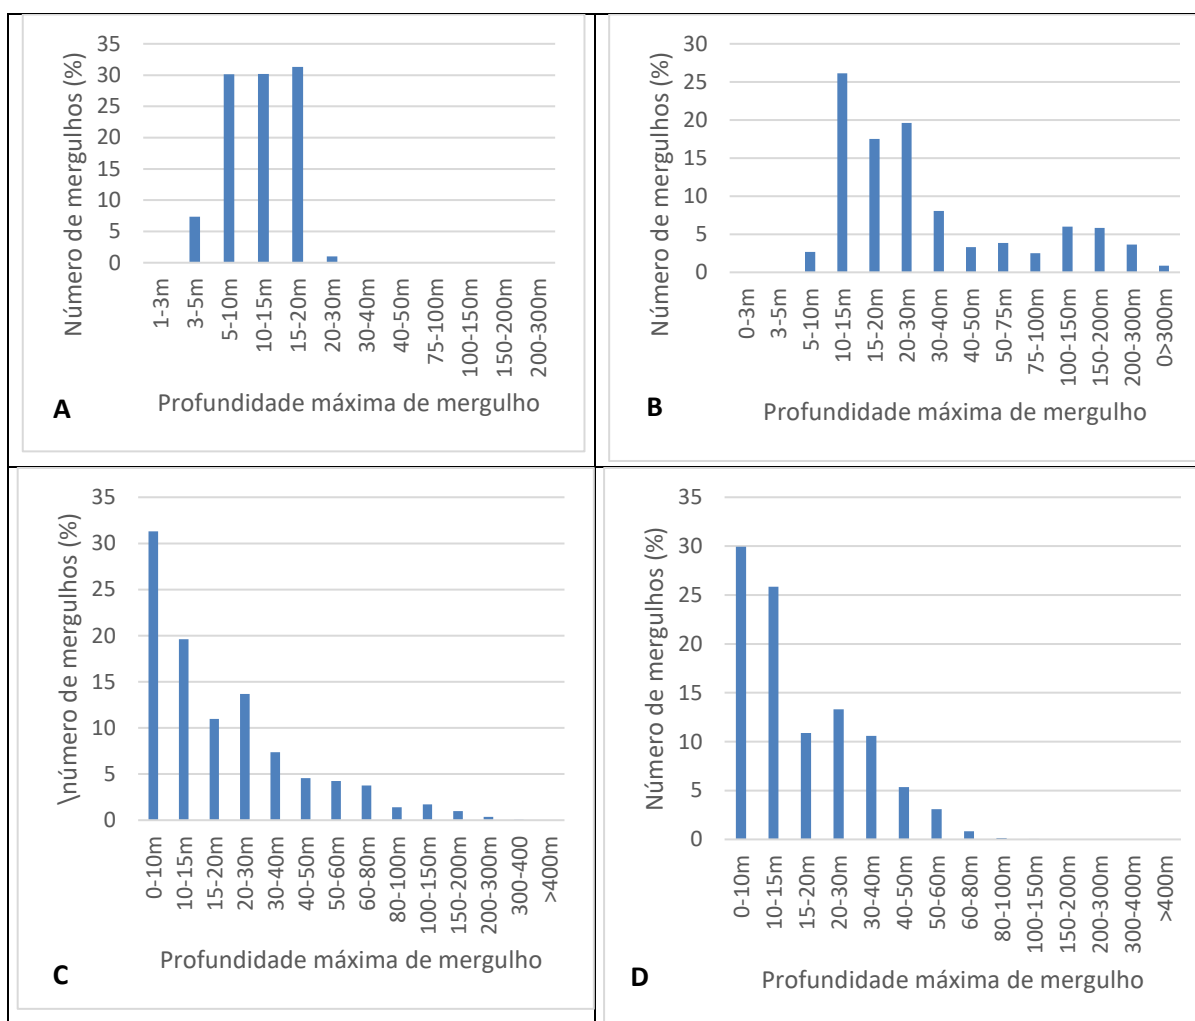 35
30
25
20
15
10
5
0
Número de mergulhos (%)
1-3m
3-5m
5-10m
10-15m
15-20m
20-30m
30-40m
40-50m
75-100m
100-150m
150-200m
200-300m
A
Profundidade máxima de mergulho
30
25
20
15
10
5
0
Número de mergulhos (%)
0-3m
3-5m
5-10m
10-15m
15-20m
20-30m
30-40m
40-50m
50-75m
75-100m
100-150m
150-200m
200-300m
0>300m
B
Profundidade máxima de mergulho
35
30
25
20
15
10
5
0
\número de mergulhos (%)
0-10m
10-15m
15-20m
20-30m
30-40m
40-50m
50-60m
60-80m
80-100m
100-150m
150-200m
200-300m
300-400
>400m
C
Profundidade máxima de mergulho
35
30
25
20
15
10
5
0
Número de mergulhos (%)
0-10m
10-15m
15-20m
20-30m
30-40m
40-50m
50-60m
60-80m
80-100m
100-150m
150-200m
200-300m
300-400m
>400m
D
Profundidade máxima de mergulho